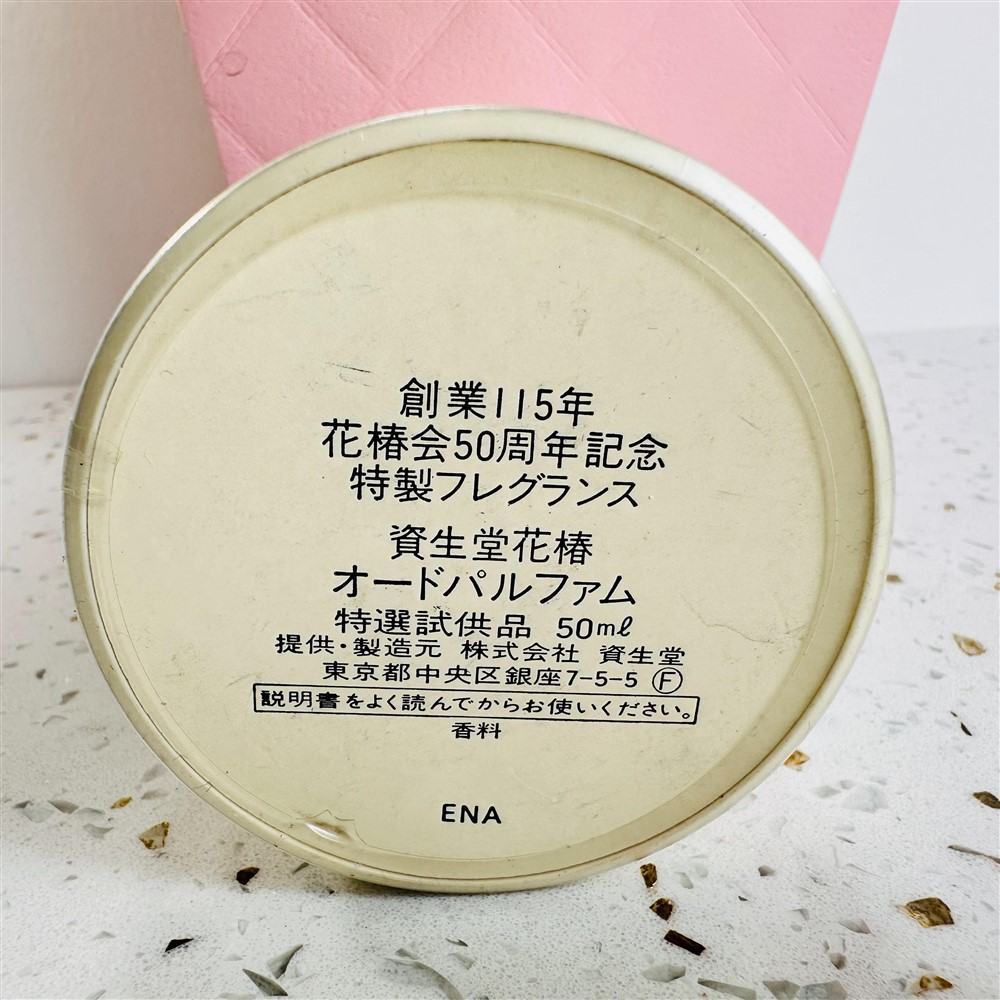 創業115年
花椿会50周年記念
特製フレグランス
資生堂花椿
オードパルファム
特選試供品 50mℓ
提供・製造元 株式会社 資生堂
東京都中央区銀座7-5-5 Ⓕ
説明書をよく読んでからお使いください。
香料
ENA